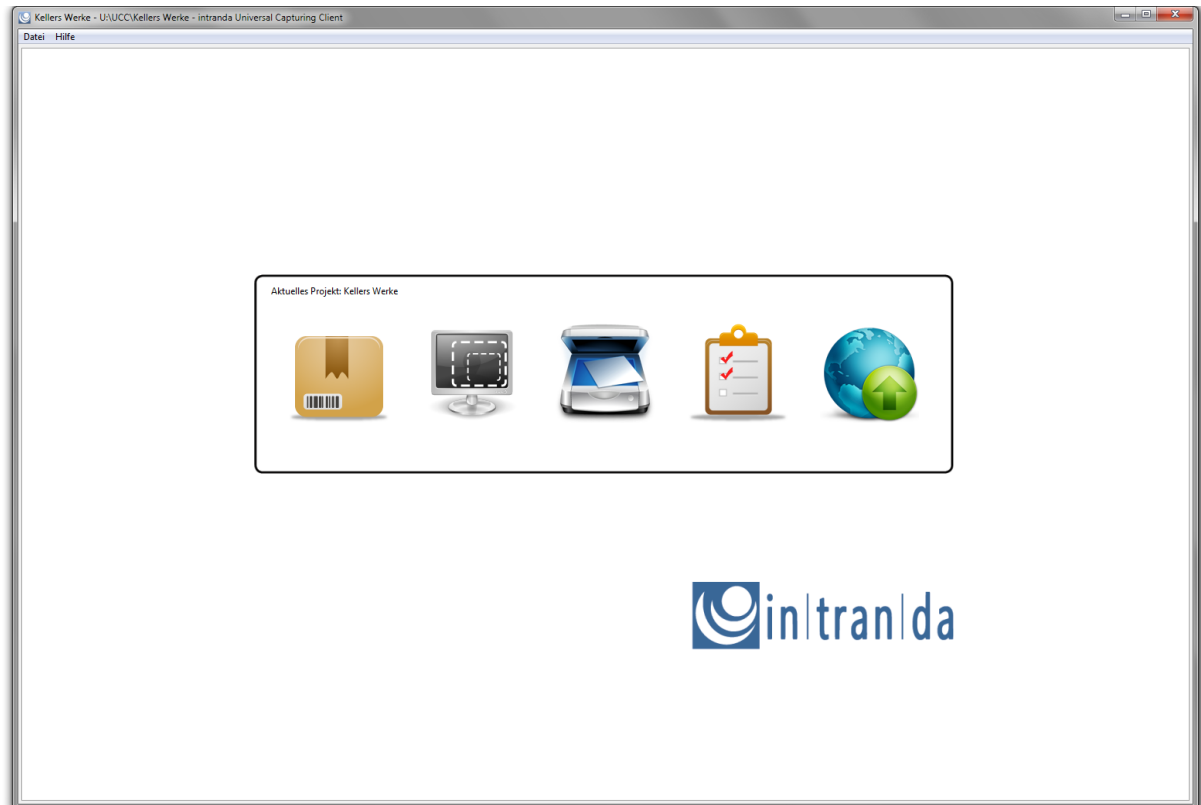 Kellers Werke - U:\UCC\Kellers Werke - intranda Universal Capturing Client
Datei Hilfe
Aktuelles Projekt: Kellers Werke
in|tran|da